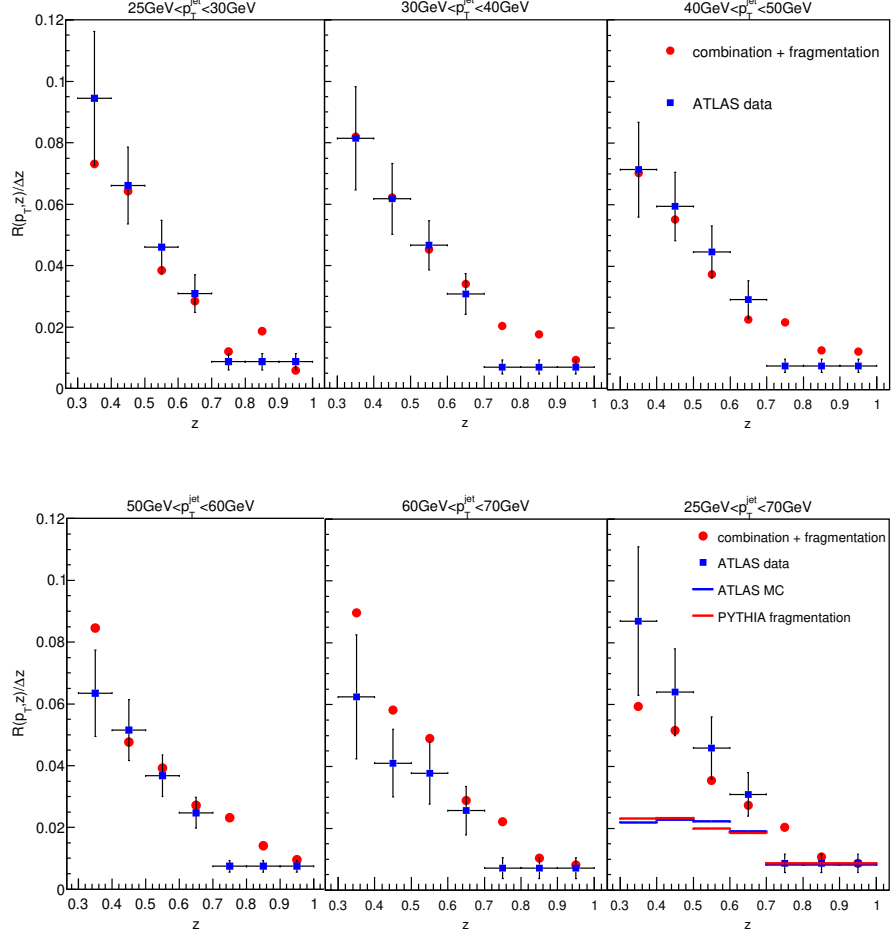 25GeV<p_T^jet<30GeV
30GeV<p_T^jet<40GeV
40GeV<p_T^jet<50GeV
R(p_T,z)/Δz
0.12
0.1
0.08
0.06
0.04
0.02
0
combination + fragmentation
ATLAS data
0.3 0.4 0.5 0.6 0.7 0.8 0.9 1
0.3 0.4 0.5 0.6 0.7 0.8 0.9 1
0.3 0.4 0.5 0.6 0.7 0.8 0.9 1
z
z
z
50GeV<p_T^jet<60GeV
60GeV<p_T^jet<70GeV
25GeV<p_T^jet<70GeV
R(p_T,z)/Δz
0.12
0.1
0.08
0.06
0.04
0.02
0
combination + fragmentation
ATLAS data
ATLAS MC
PYTHIA fragmentation
0.3 0.4 0.5 0.6 0.7 0.8 0.9 1
0.3 0.4 0.5 0.6 0.7 0.8 0.9 1
0.3 0.4 0.5 0.6 0.7 0.8 0.9 1
z
z
z